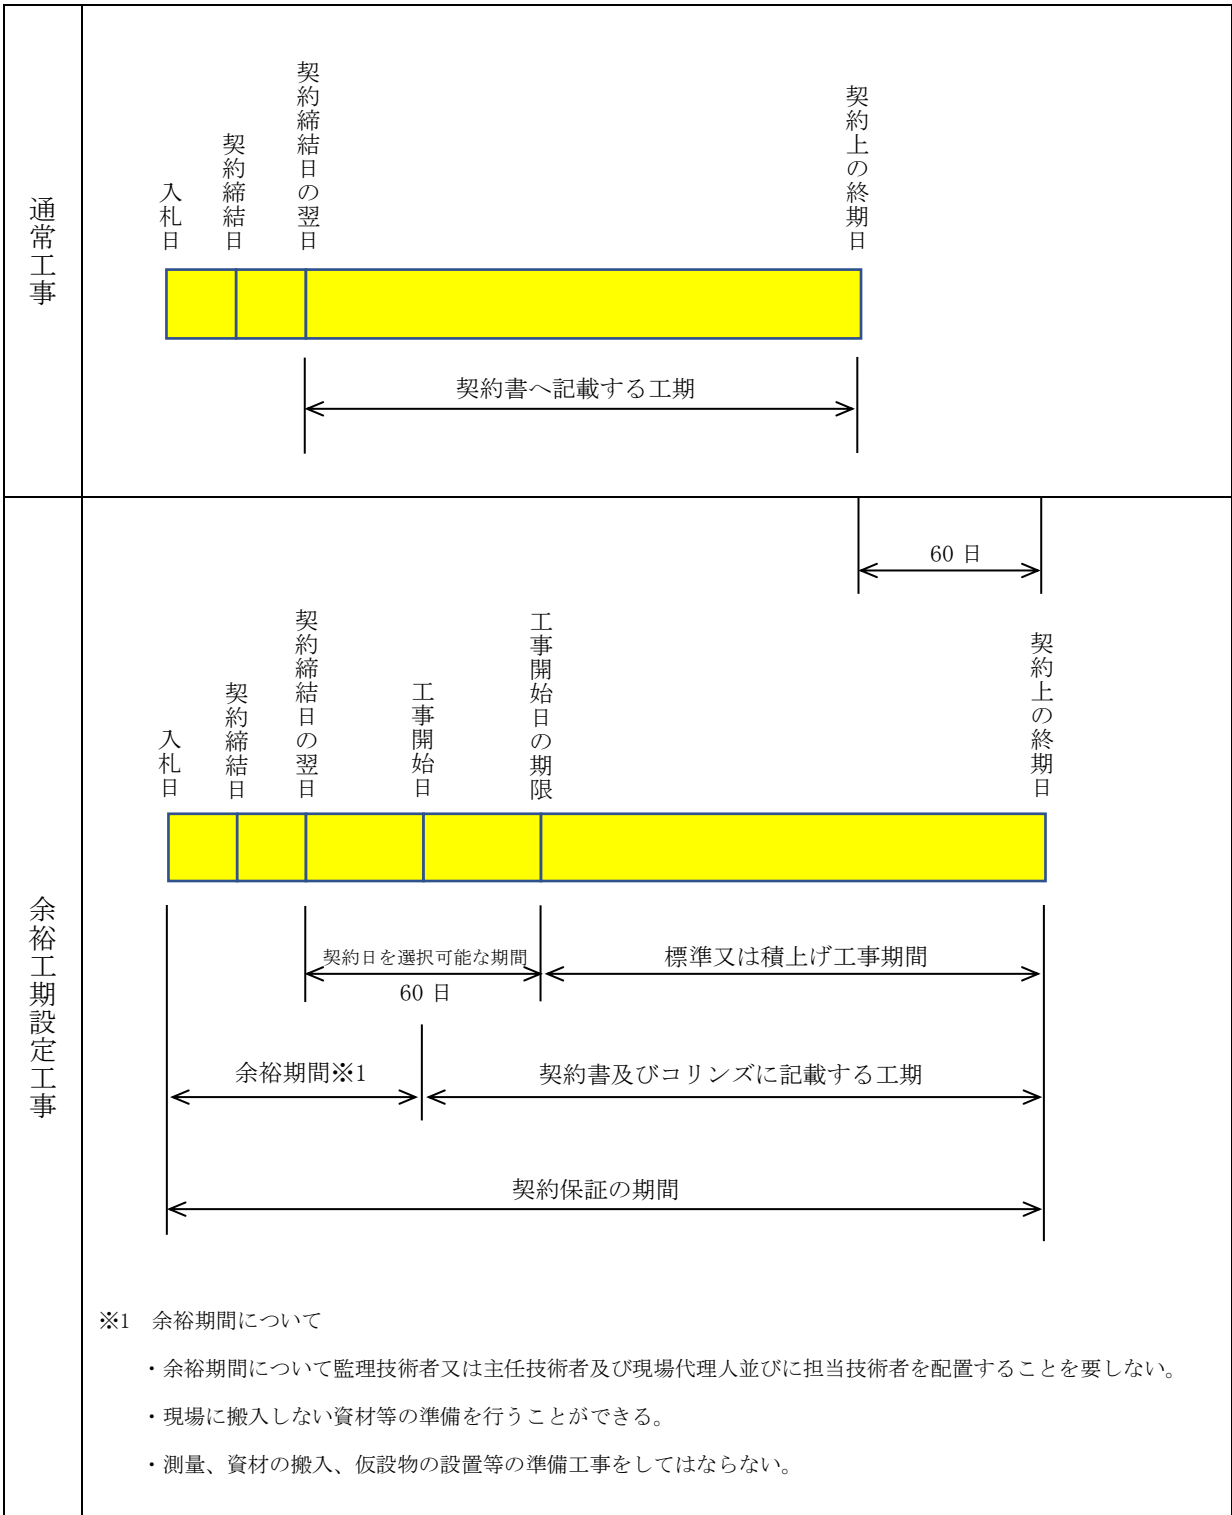 通常工事
入札日
契約締結日
契約締結日の翌日
契約上の終期日
契約書へ記載する工期
余裕工期設定工事
60 日
入札日
契約締結日
契約締結日の翌日
工事開始日
工事開始日の期限
契約上の終期日
契約日を選択可能な期間
60 日
標準又は積上げ工事期間
余裕期間※1
契約書及びコリンズに記載する工期
契約保証の期間
※1　余裕期間について
・余裕期間について監理技術者又は主任技術者及び現場代理人並びに担当技術者を配置することを要しない。
・現場に搬入しない資材等の準備を行うことができる。
・測量、資材の搬入、仮設物の設置等の準備工事をしてはならない。